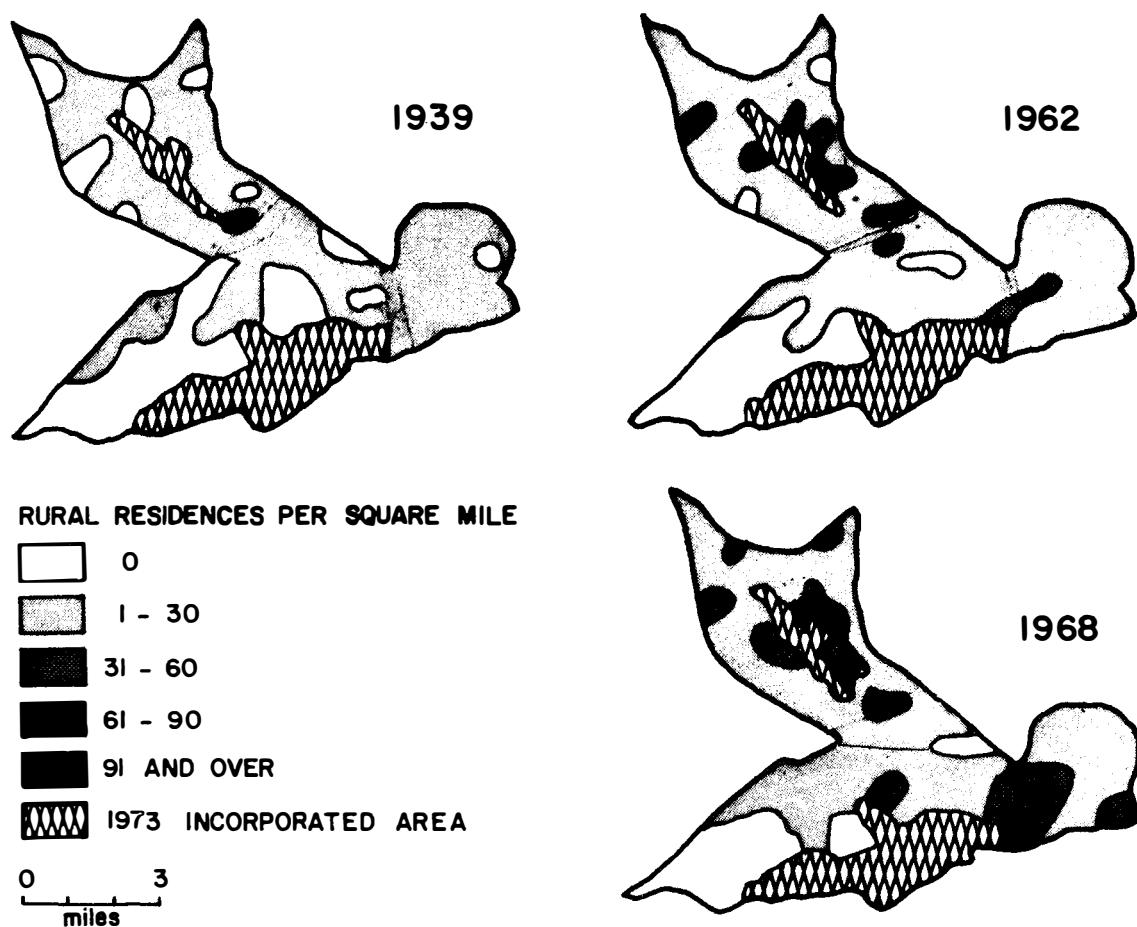 1939
1962
RURAL RESIDENCES PER SQUARE MILE
0
1 - 30
31 - 60
61 - 90
91 AND OVER
1973 INCORPORATED AREA
1968
0 3
miles